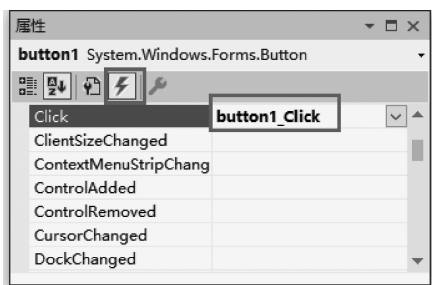 属性
button1 System.Windows.Forms.Button
Click button1_Click
ClientSizeChanged
ContextMenuStripChang
ControlAdded
ControlRemoved
CursorChanged
DockChanged